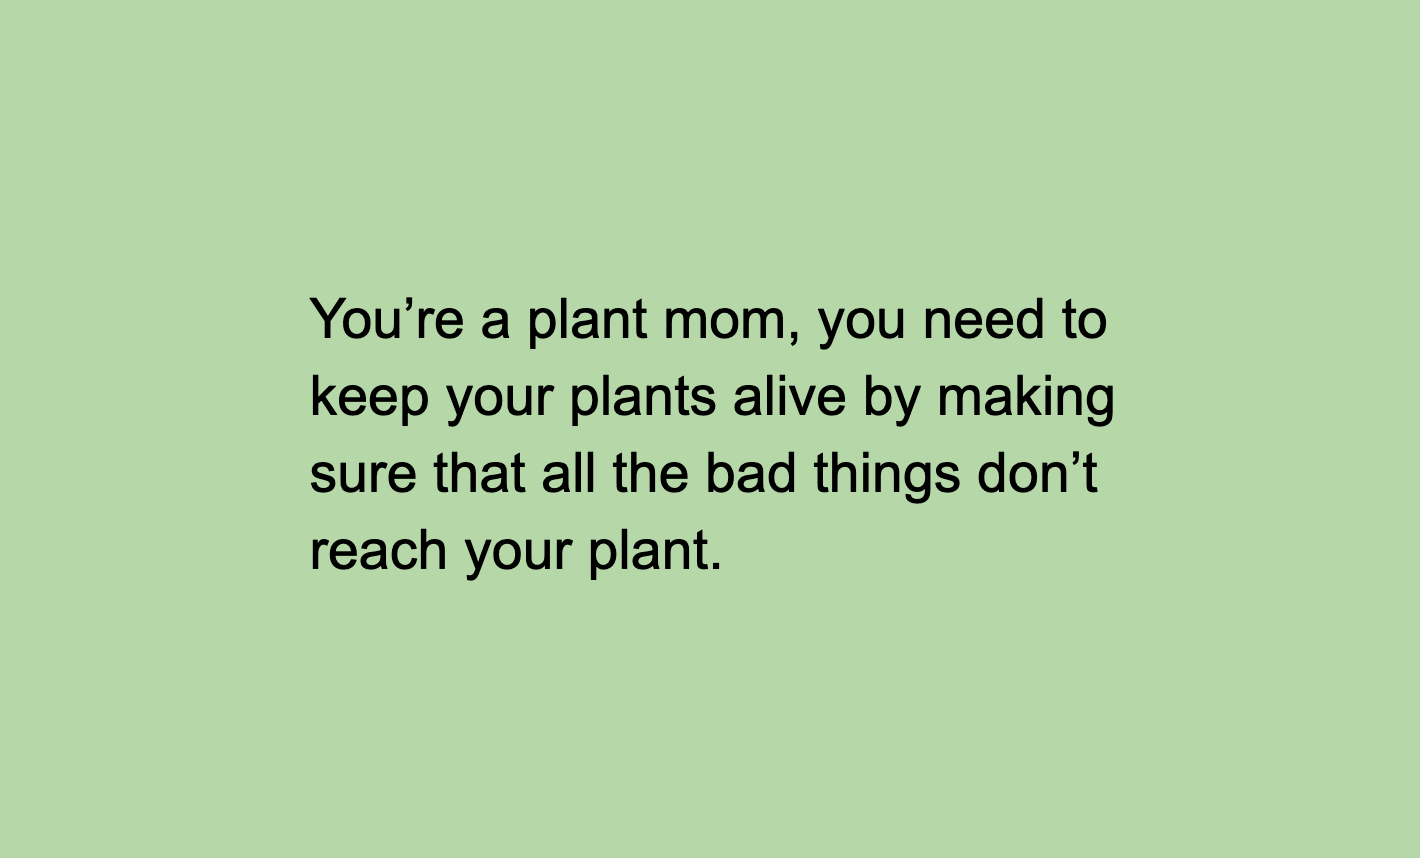 You’re a plant mom, you need to
keep your plants alive by making
sure that all the bad things don’t
reach your plant.